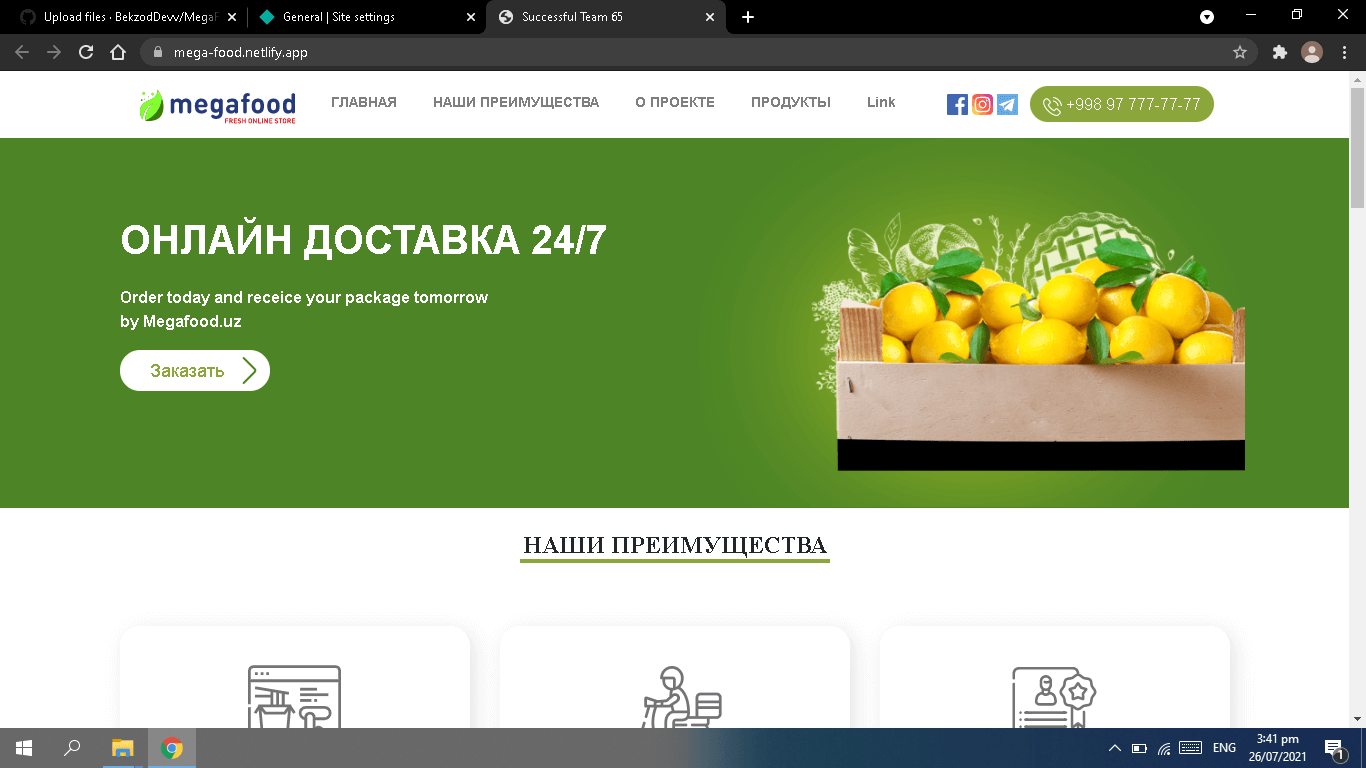 Upload files · BekzodDevv/MegaF
General | Site settings
Successful Team 65
mega-food.netlify.app
megafood
FRESH ONLINE STORE
ГЛАВНАЯ
НАШИ ПРЕИМУЩЕСТВА
О ПРОЕКТЕ
ПРОДУКТЫ
Link
+998 97 777-77-77
ОНЛАЙН ДОСТАВКА 24/7
Order today and receice your package tomorrow
by Megafood.uz
Заказать
НАШИ ПРЕИМУЩЕСТВА
ENG
3:41 pm
26/07/2021
1